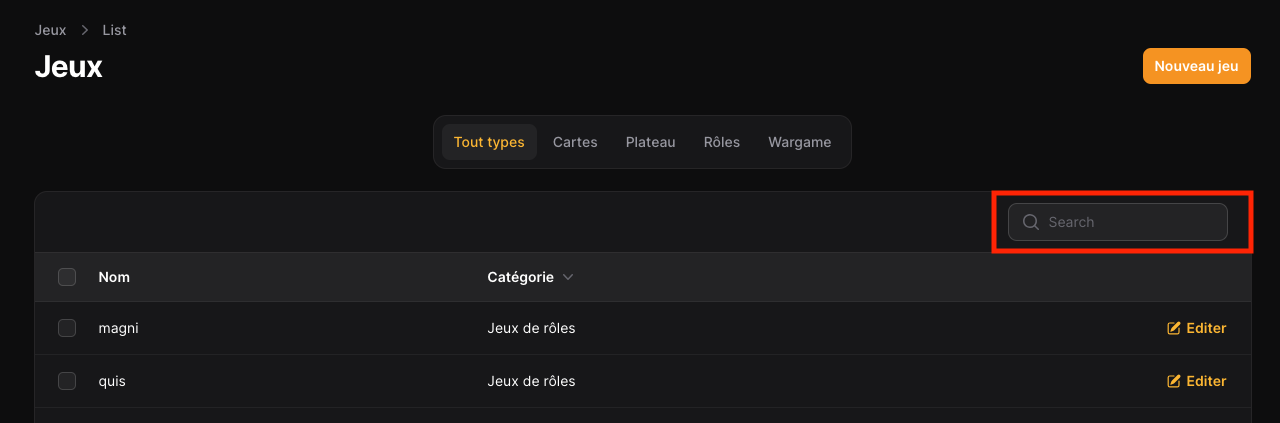 Jeux > List
Jeux
Nouveau jeu
Tout types Cartes Plateau Rôles Wargame
Search
Nom Catégorie
magni Jeux de rôles Editer
quis Jeux de rôles Editer